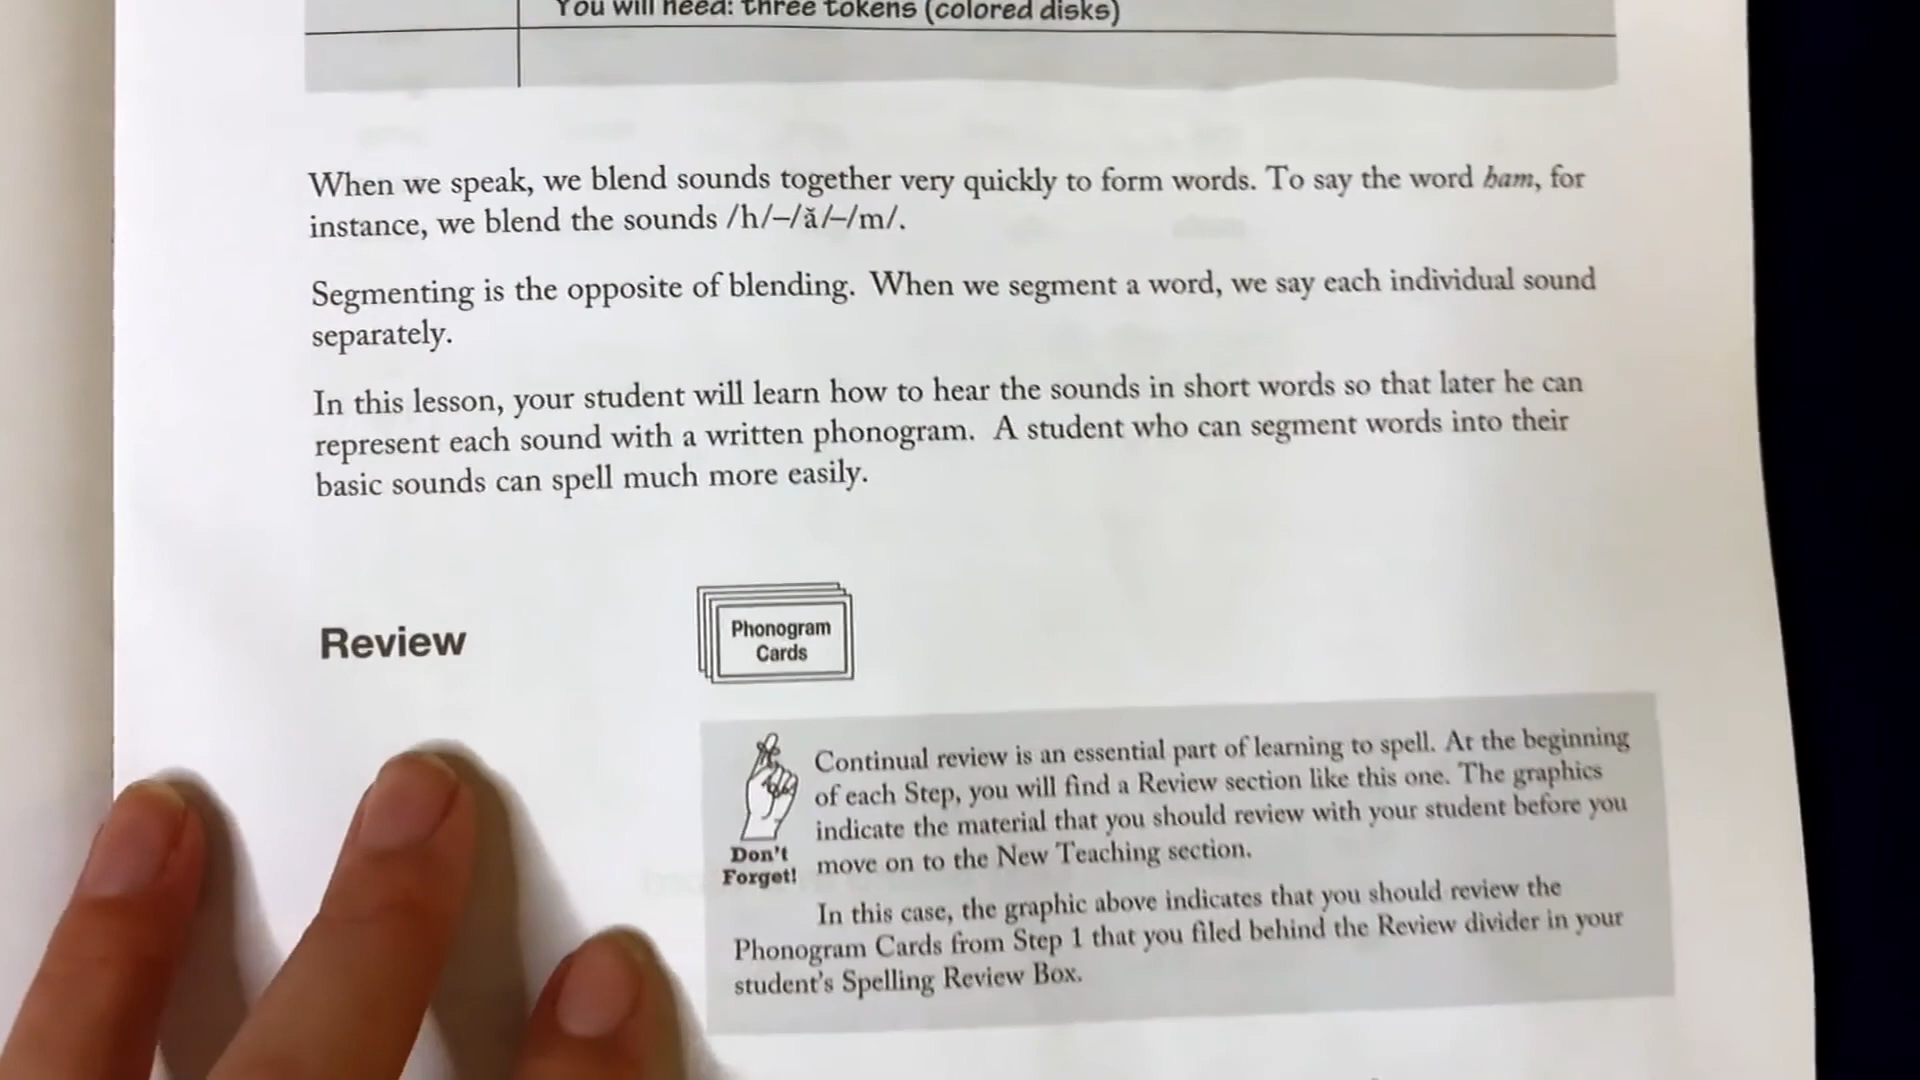 You will need: three tokens (colored disks)
When we speak, we blend sounds together very quickly to form words. To say the word ham, for
instance, we blend the sounds /h/–/ă/–/m/.
Segmenting is the opposite of blending. When we segment a word, we say each individual sound
separately.
In this lesson, your student will learn how to hear the sounds in short words so that later he can
represent each sound with a written phonogram. A student who can segment words into their
basic sounds can spell much more easily.
Review
Phonogram
Cards
Don't
Forget!
Continual review is an essential part of learning to spell. At the beginning
of each Step, you will find a Review section like this one. The graphics
indicate the material that you should review with your student before you
move on to the New Teaching section.
In this case, the graphic above indicates that you should review the
Phonogram Cards from Step 1 that you filed behind the Review divider in your
student's Spelling Review Box.